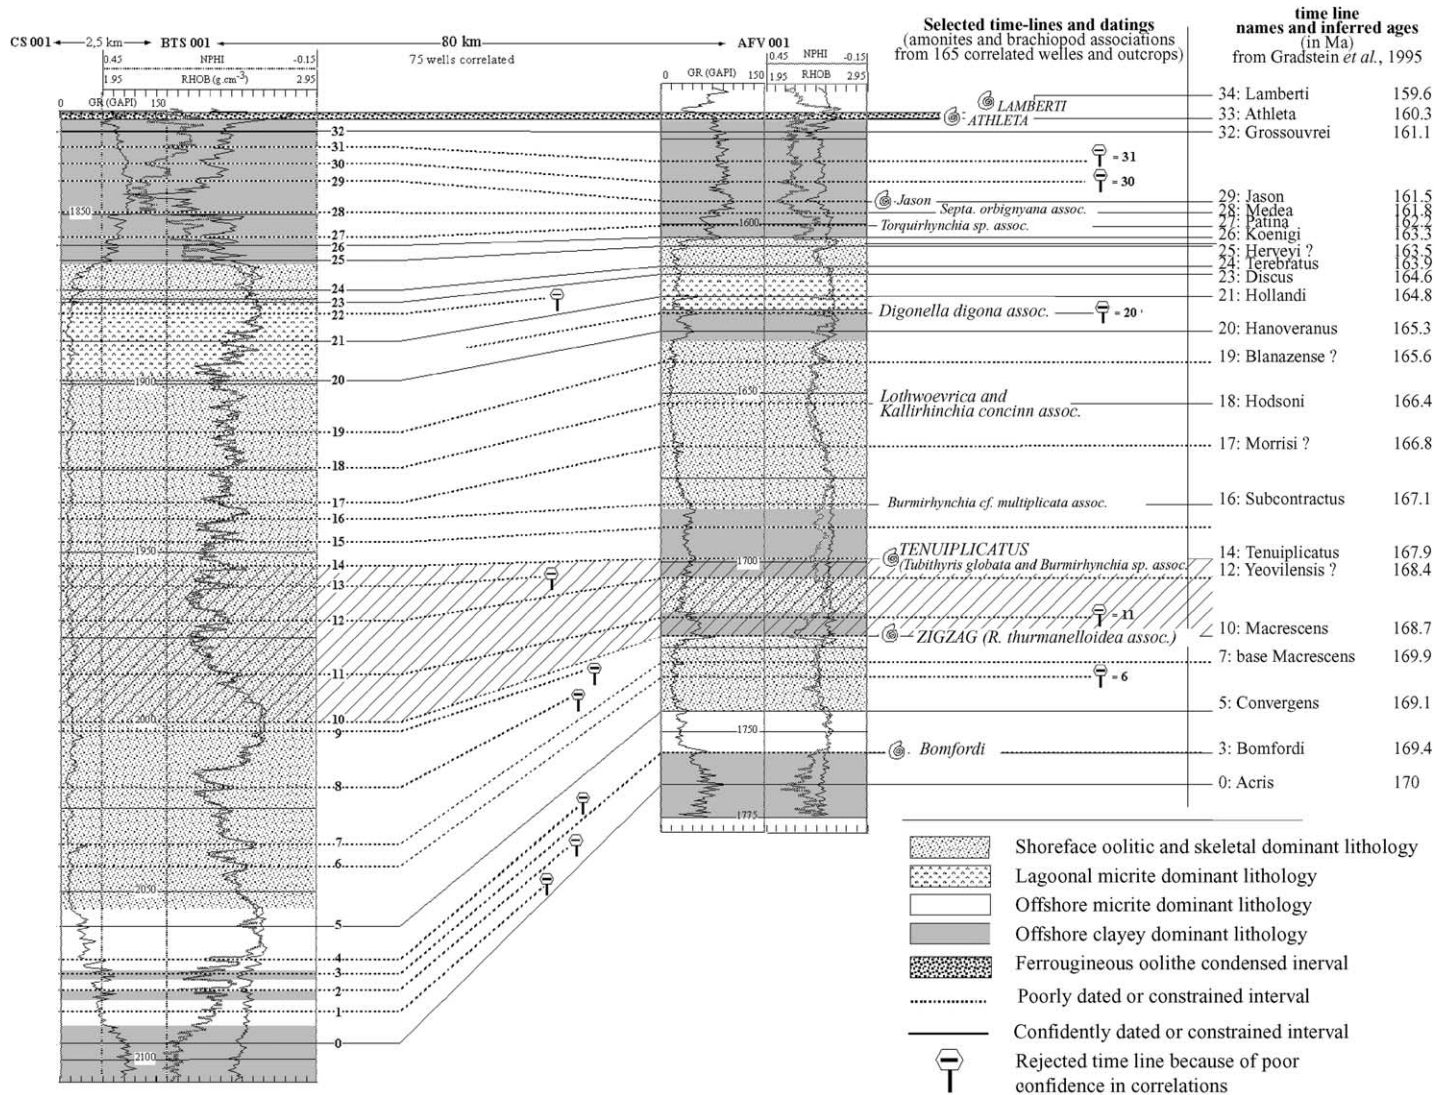 CS 001 2,5 km BTS 001 80 km AFV 001
75 wells correlated
0.45 NPHI -0.15
1.95 RHOB (g.cm-3) 2.95
0 GR (GAPI) 150
0.45 NPHI -0.15
0 GR (GAPI) 150 1.95 RHOB 2.95
Selected time-lines and datings
(amonites and brachiopod associations
from 165 correlated welles and outcrops)
time line
names and inferred ages
(in Ma)
from Gradstein et al., 1995
1850
1900
1950
2000
2050
2100
32
31
30
29
28
27
26
25
24
23
22
21
20
19
18
17
16
15
14
13
12
11
10
9
8
7
6
5
4
3
2
1
0
1600
1650
1700
1750
1775
LAMBERTI
ATHLETA
= 31
= 30
Jason
Septa. orbignyana assoc.
Torquirhynchia sp. assoc.
Digonella digona assoc. = 20
Lothwoevrica and
Kallirhinchia concinn assoc.
Burmirhynchia cf. multiplicata assoc.
TENUIPLICATUS
(Tubithyris globata and Burmirhynchia sp. assoc.
= 11
ZIGZAG (R. thurmanelloidea assoc.)
= 6
Bomfordi
34: Lamberti 159.6
33: Athleta 160.3
32: Grossouvrei 161.1
29: Jason 161.5
28: Medea 161.8
27: Patina 162.2
26: Koenigi 163.3
25: Herveyi ? 163.5
24: Terebratus 163.9
23: Discus 164.6
21: Hollandi 164.8
20: Hanoveranus 165.3
19: Blanazense ? 165.6
18: Hodsoni 166.4
17: Morrisi ? 166.8
16: Subcontractus 167.1
14: Tenuiplicatus 167.9
12: Yeovilensis ? 168.4
10: Macrescens 168.7
7: base Macrescens 169.9
5: Convergens 169.1
3: Bomfordi 169.4
0: Acris 170
Shoreface oolitic and skeletal dominant lithology
Lagoonal micrite dominant lithology
Offshore micrite dominant lithology
Offshore clayey dominant lithology
Ferrougineous oolithe condensed inerval
Poorly dated or constrained interval
Confidently dated or constrained interval
Rejected time line because of poor
confidence in correlations